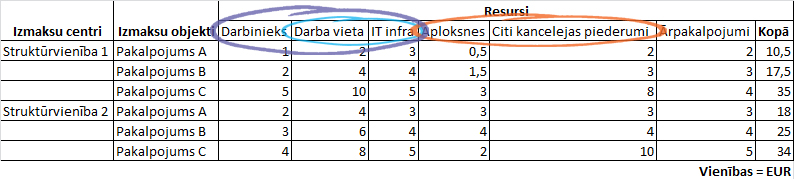 Resursi
Izmaksu centri Izmaksu objekti Darbinieks Darba vieta IT infra Aploksnes Citi kancelejas piederumi Ārpakalpojumi Kopā
Struktūrvienība 1 Pakalpojums A 1 2 3 0,5 2 2 10,5
Pakalpojums B 2 4 4 1,5 3 3 17,5
Pakalpojums C 5 10 5 3 8 4 35
Struktūrvienība 2 Pakalpojums A 2 4 3 3 3 3 18
Pakalpojums B 3 6 4 4 4 4 25
Pakalpojums C 4 8 5 2 10 5 34
Vienības = EUR